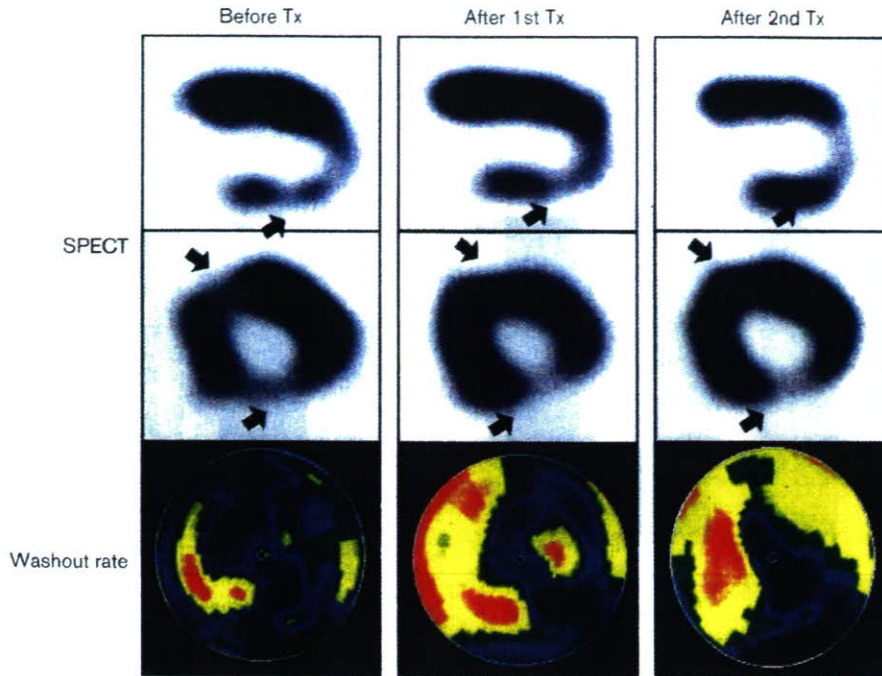 Before Tx
After 1st Tx
After 2nd Tx
SPECT
Washout rate